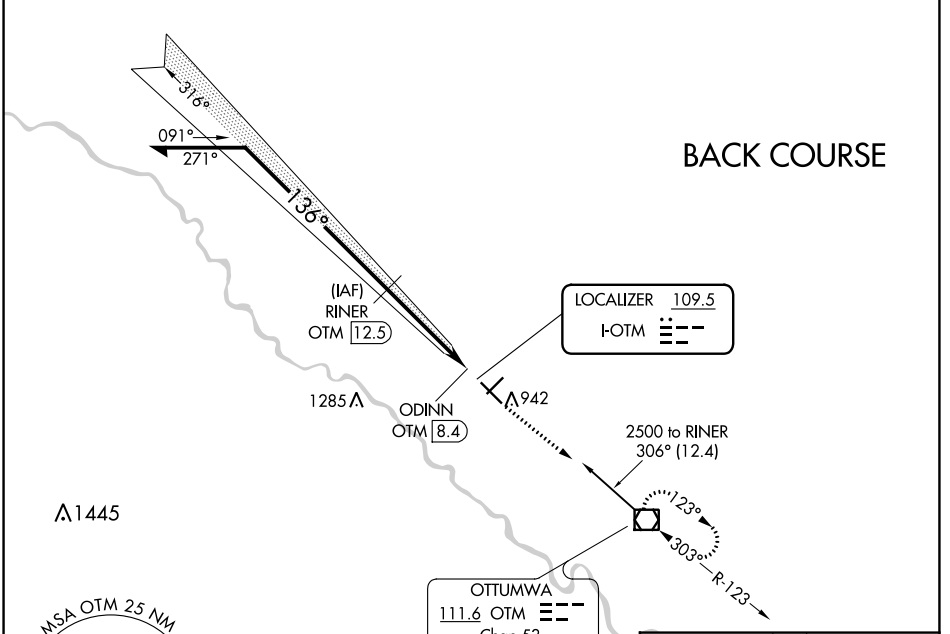 BACK COURSE
316°
091°
271°
136°
(IAF)
RINER
OTM 12.5
LOCALIZER 109.5
I-OTM
1285
942
ODINN
OTM 8.4
2500 to RINER
306° (12.4)
1445
123°
303°
R-123
OTTUMWA
111.6 OTM
MSA OTM 25 NM